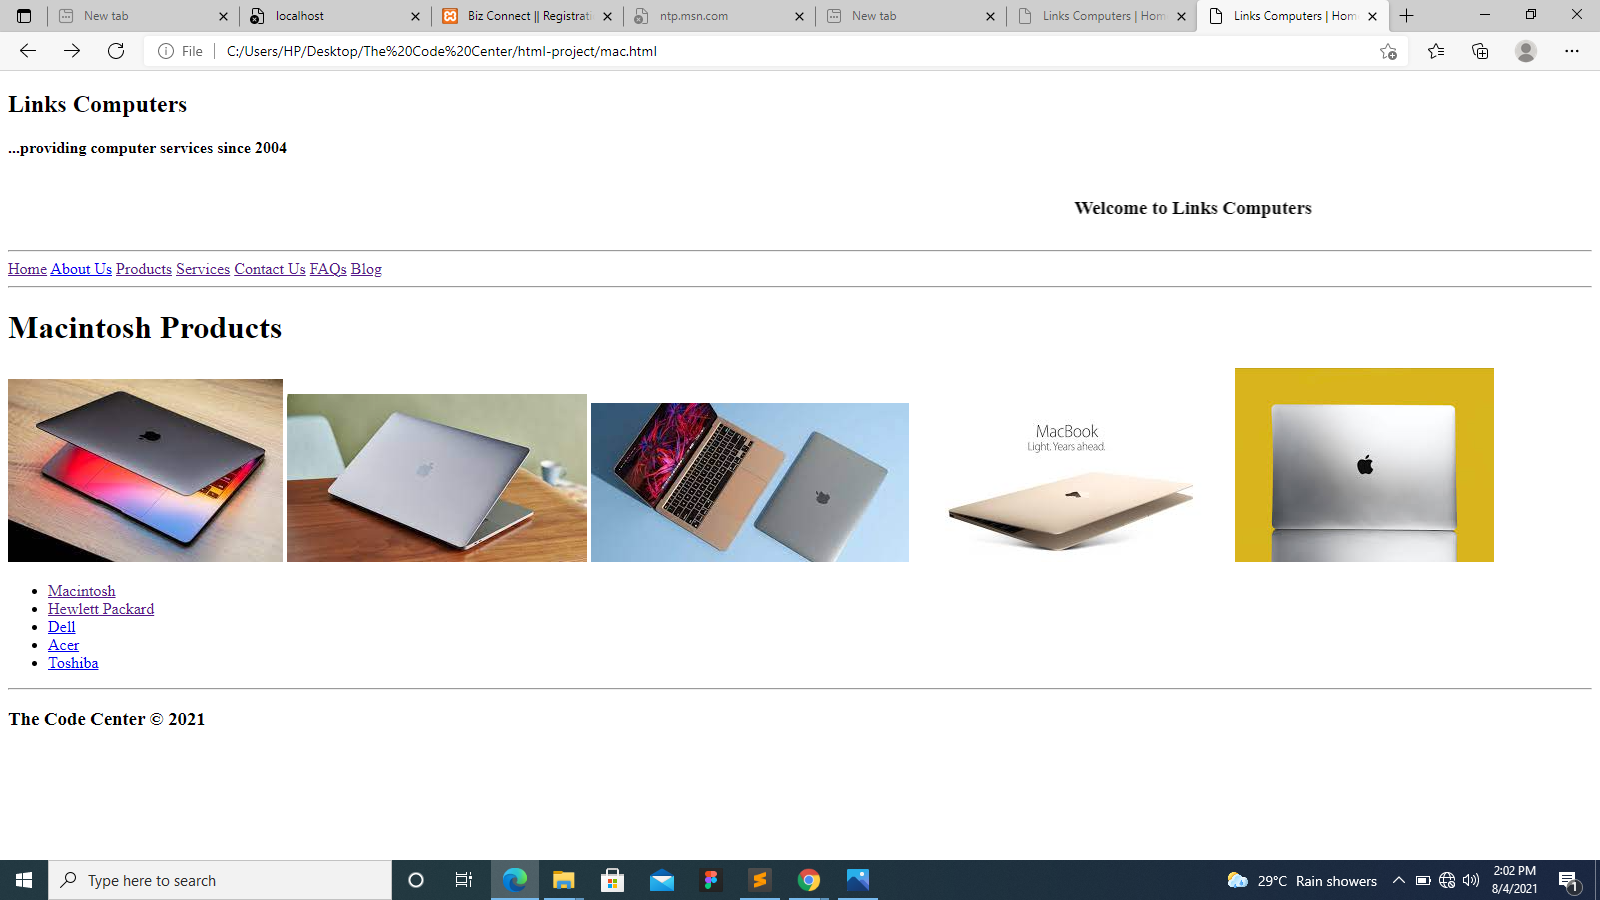 New tab
localhost
Biz Connect || Registrati
ntp.msn.com
New tab
Links Computers | Hom
Links Computers | Hom
File
C:/Users/HP/Desktop/The%20Code%20Center/html-project/mac.html
Links Computers
...providing computer services since 2004
Welcome to Links Computers
Home About Us Products Services Contact Us FAQs Blog
Macintosh Products
MacBook
Light. Years ahead.
Macintosh
Hewlett Packard
Dell
Acer
Toshiba
The Code Center © 2021
Type here to search
29°C Rain showers
2:02 PM
8/4/2021
1